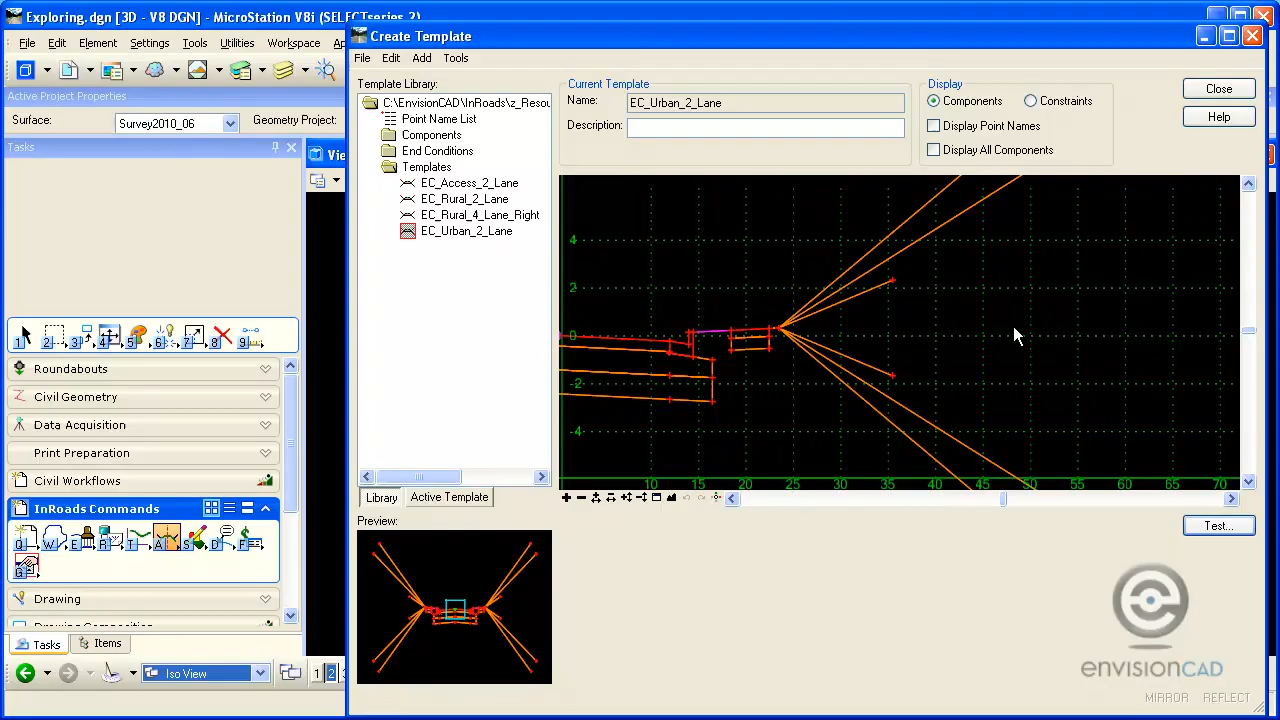 Exploring.dgn [3D - V8 DGN] - MicroStation V8i (SELECTseries 2)
File Edit Element Settings Tools Utilities Workspace
Active Project Properties
Surface: Survey2010_06 Geometry Project:
Tasks
1 2 3 4 5 6 7 8 9
Roundabouts
Civil Geometry
Data Acquisition
Print Preparation
Civil Workflows
InRoads Commands
Q W E R T A S D F
G
Drawing
Tasks Items
Iso View 1 2
Create Template
File Edit Add Tools
Template Library:
C:\EnvisionCAD\InRoads\z_Resou
Point Name List
Components
End Conditions
Templates
EC_Access_2_Lane
EC_Rural_2_Lane
EC_Rural_4_Lane_Right
EC_Urban_2_Lane
Library Active Template
Preview:
Current Template
Name: EC_Urban_2_Lane
Description:
Display
Components Constraints
Display Point Names
Display All Components
Close
Help
4
2
0
-2
-4
10 15 20 25 30 35 40 45 50 55 60 65 70
Test...
envisionCAD
MIRROR REFLECT